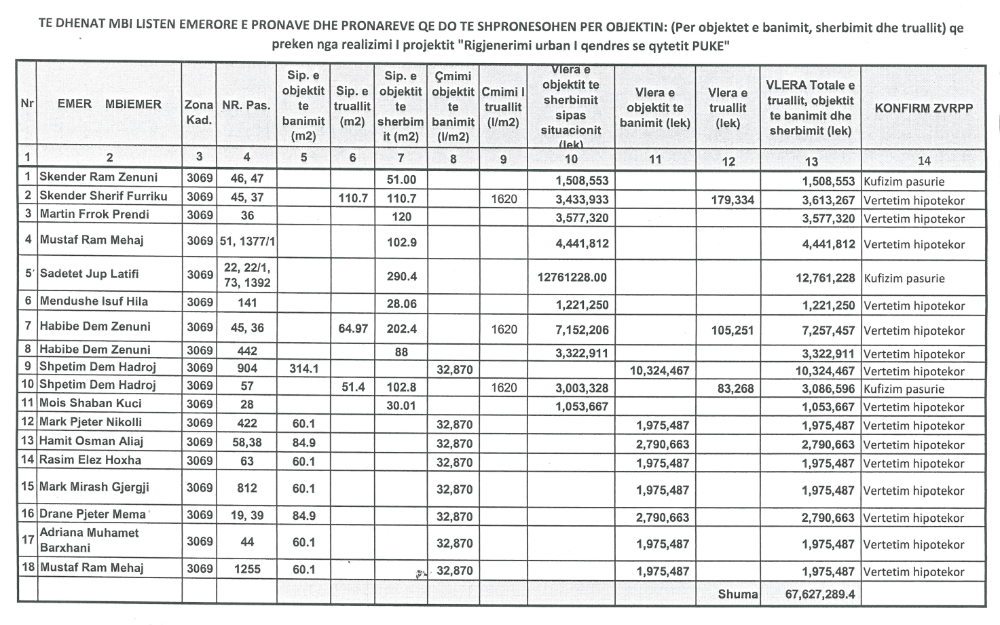 TE DHENAT MBI LISTEN EMERORE E PRONAVE DHE PRONAREVE QE DO TE SHPRONESOHEN PER OBJEKTIN: (Per objektet e banimit, sherbimit dhe truallit) qe
preken nga realizimi I projektit "Rigjenerimi urban I qendres se qytetit PUKE"
Nr | EMER MBIEMER | Zona Kad. | NR. Pas. | Sip. e objektit te banimit (m2) | Sip. e truallit (m2) | Sip. e objektit te sherbim it (m2) | Çmimi objektit te banimit (l/m2) | Cmimi I truallit (l/m2) | Vlera e objektit te sherbimit sipas situacionit (lek) | Vlera e objektit te banimit (lek) | Vlera e truallit (lek) | VLERA Totale e truallit, objektit te banimit dhe sherbimit (lek) | KONFIRM ZVRPP
1 | 2 | 3 | 4 | 5 | 6 | 7 | 8 | 9 | 10 | 11 | 12 | 13 | 14
1 | Skender Ram Zenuni | 3069 | 46, 47 | | | 51.00 | | | 1,508,553 | | | 1,508,553 | Kufizim pasurie
2 | Skender Sherif Furriku | 3069 | 45, 37 | | 110.7 | 110.7 | | 1620 | 3,433,933 | | 179,334 | 3,613,267 | Vertetim hipotekor
3 | Martin Frrok Prendi | 3069 | 36 | | | 120 | | | 3,577,320 | | | 3,577,320 | Vertetim hipotekor
4 | Mustaf Ram Mehaj | 3069 | 51, 1377/1 | | | 102.9 | | | 4,441,812 | | | 4,441,812 | Vertetim hipotekor
5 | Sadetet Jup Latifi | 3069 | 22, 22/1, 73, 1392 | | | 290.4 | | | 12761228.00 | | | 12,761,228 | Kufizim pasurie
6 | Mendushe Isuf Hila | 3069 | 141 | | | 28.06 | | | 1,221,250 | | | 1,221,250 | Vertetim hipotekor
7 | Habibe Dem Zenuni | 3069 | 45, 36 | | 64.97 | 202.4 | | 1620 | 7,152,206 | | 105,251 | 7,257,457 | Vertetim hipotekor
8 | Habibe Dem Zenuni | 3069 | 442 | | | 88 | | | 3,322,911 | | | 3,322,911 | Vertetim hipotekor
9 | Shpetim Dem Hadroj | 3069 | 904 | 314.1 | | | 32,870 | | | 10,324,467 | | 10,324,467 | Vertetim hipotekor
10 | Shpetim Dem Hadroj | 3069 | 57 | | 51.4 | 102.8 | | 1620 | 3,003,328 | | 83,268 | 3,086,596 | Kufizim pasurie
11 | Mois Shaban Kuci | 3069 | 28 | | | 30.01 | | | 1,053,667 | | | 1,053,667 | Vertetim hipotekor
12 | Mark Pjeter Nikolli | 3069 | 422 | 60.1 | | | 32,870 | | | 1,975,487 | | 1,975,487 | Vertetim hipotekor
13 | Hamit Osman Aliaj | 3069 | 58,38 | 84.9 | | | 32,870 | | | 2,790,663 | | 2,790,663 | Vertetim hipotekor
14 | Rasim Elez Hoxha | 3069 | 63 | 60.1 | | | 32,870 | | | 1,975,487 | | 1,975,487 | Vertetim hipotekor
15 | Mark Mirash Gjergji | 3069 | 812 | 60.1 | | | 32,870 | | | 1,975,487 | | 1,975,487 | Vertetim hipotekor
16 | Drane Pjeter Mema | 3069 | 19, 39 | 84.9 | | | 32,870 | | | 2,790,663 | | 2,790,663 | Vertetim hipotekor
17 | Adriana Muhamet Barxhani | 3069 | 44 | 60.1 | | | 32,870 | | | 1,975,487 | | 1,975,487 | Vertetim hipotekor
18 | Mustaf Ram Mehaj | 3069 | 1255 | 60.1 | | | 32,870 | | | 1,975,487 | | 1,975,487 | Vertetim hipotekor
Shuma | 67,627,289.4